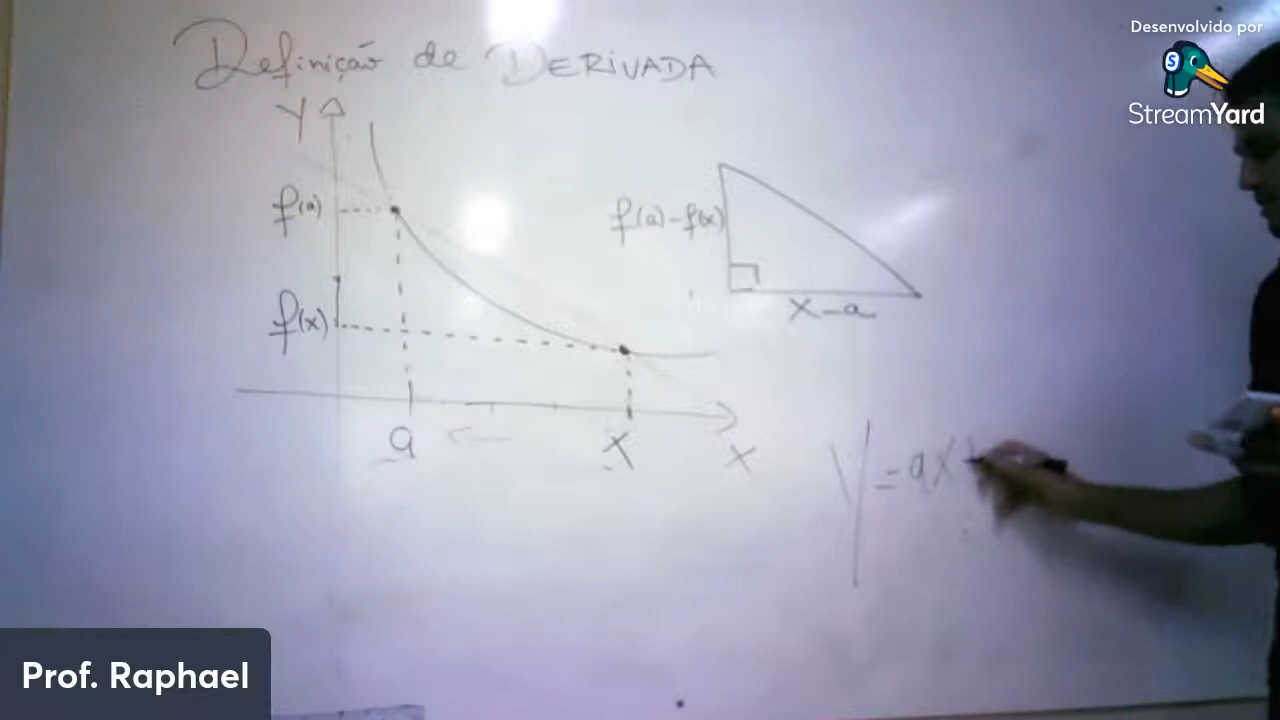 Definição de DERIVADA
Y
f(a)
f(x)
a
x
X
f(a)-f(x)
x-a
Y=ax
Desenvolvido por
StreamYard
Prof. Raphael